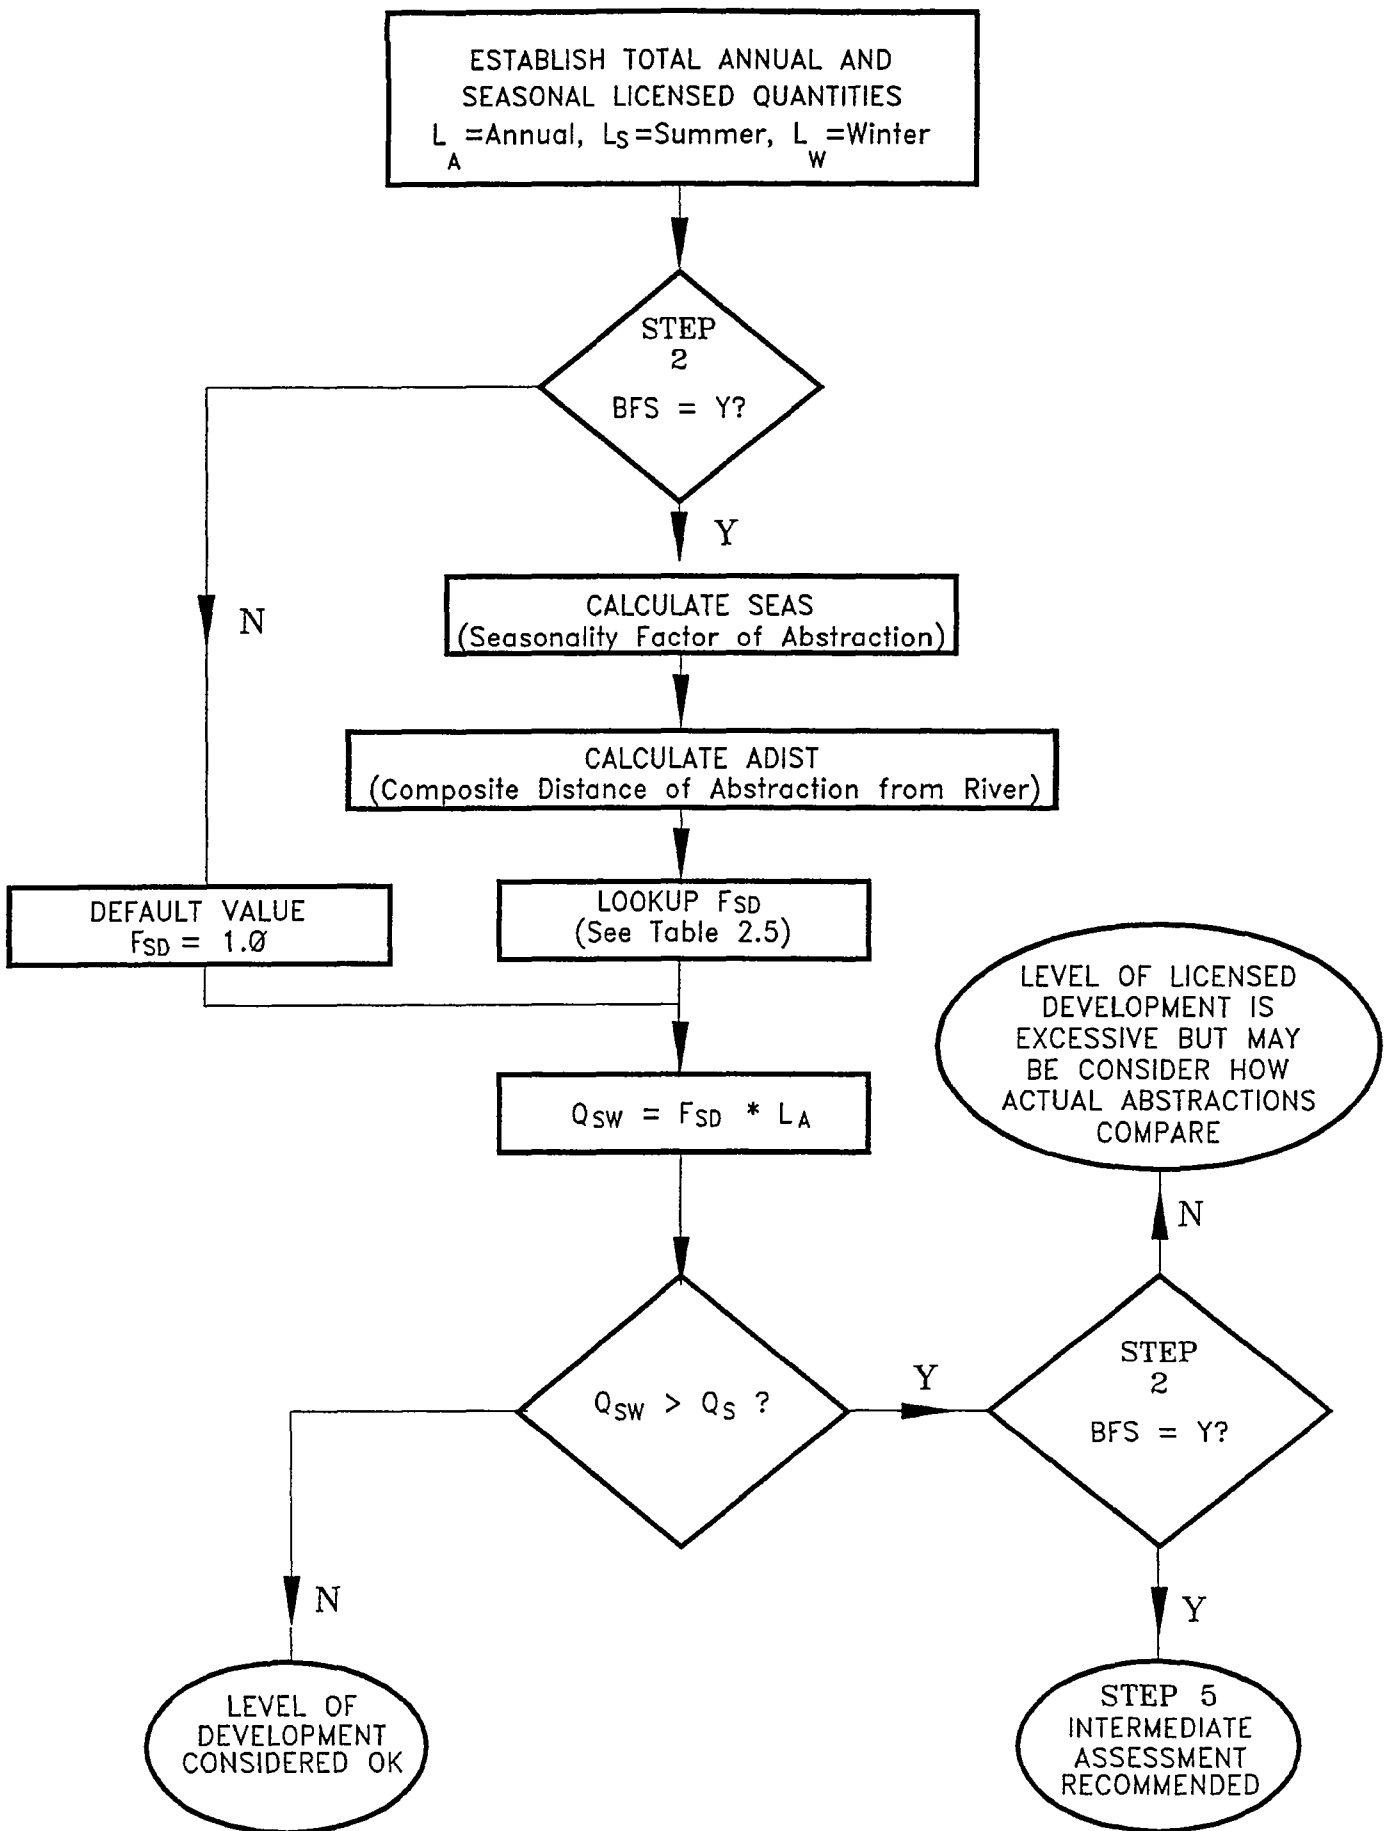 ESTABLISH TOTAL ANNUAL AND
SEASONAL LICENSED QUANTITIES
L_A =Annual, LS=Summer, L_W=Winter
STEP
2
BFS = Y?
Y
N
CALCULATE SEAS
(Seasonality Factor of Abstraction)
CALCULATE ADIST
(Composite Distance of Abstraction from River)
DEFAULT VALUE
FSD = 1.0
LOOKUP FSD
(See Table 2.5)
LEVEL OF LICENSED
DEVELOPMENT IS
EXCESSIVE BUT MAY
BE CONSIDER HOW
ACTUAL ABSTRACTIONS
COMPARE
QSW = FSD * LA
N
QSW > QS ?
Y
STEP
2
BFS = Y?
N
Y
LEVEL OF
DEVELOPMENT
CONSIDERED OK
STEP 5
INTERMEDIATE
ASSESSMENT
RECOMMENDED